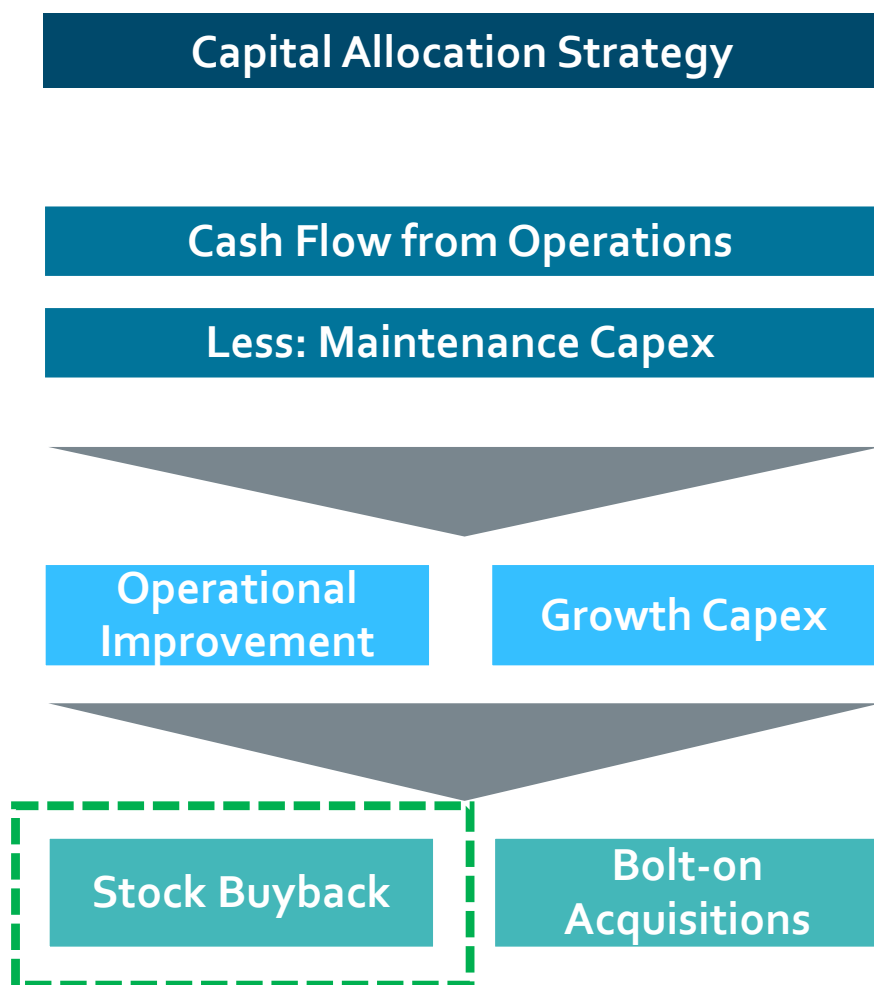 Capital Allocation Strategy
Cash Flow from Operations
Less: Maintenance Capex
Operational
Improvement
Growth Capex
Stock Buyback
Bolt-on
Acquisitions